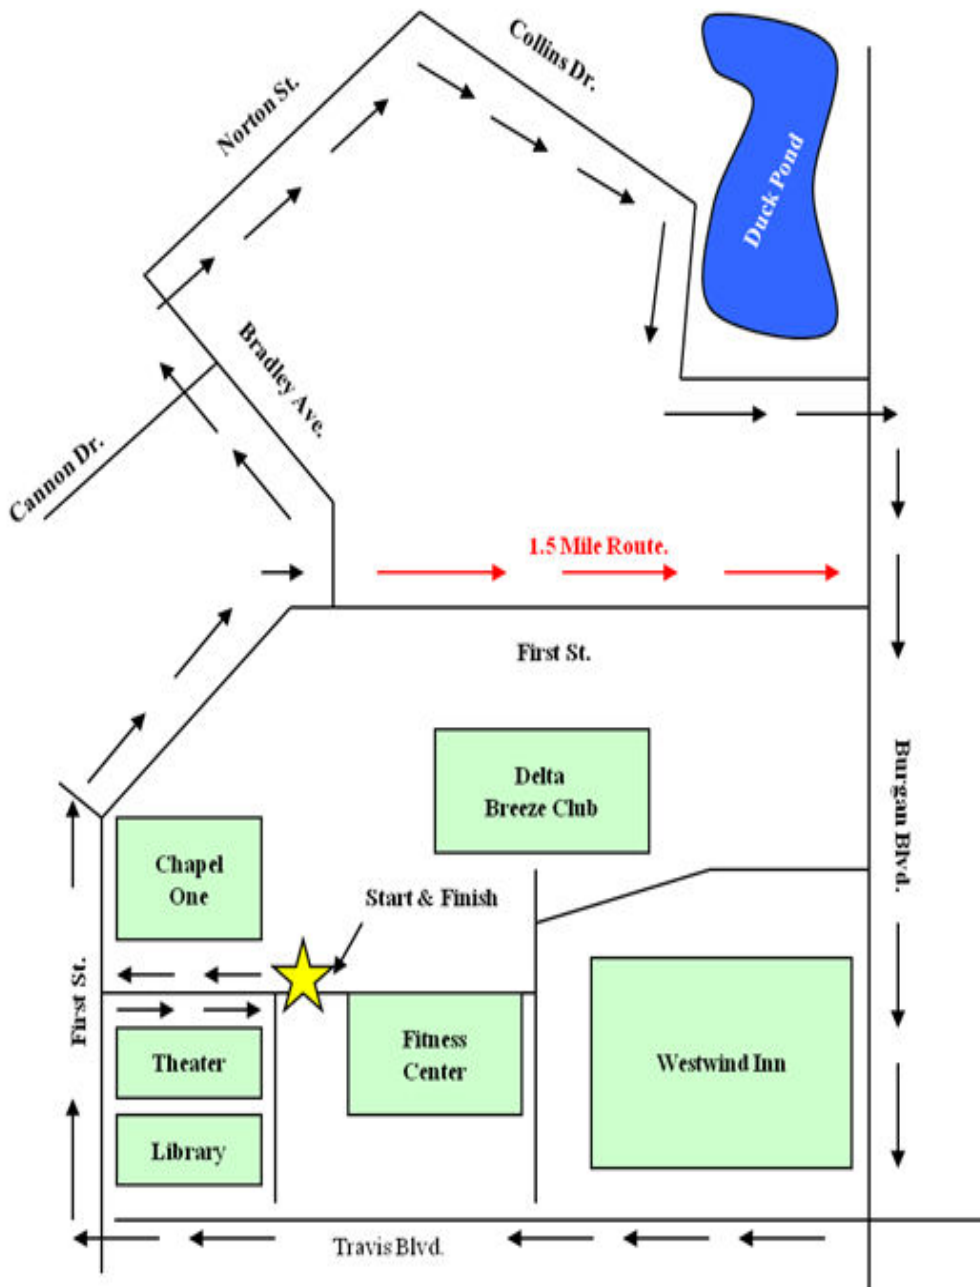 Collins Dr.
Norton St.
Duck Pond
Bradley Ave.
Cannon Dr.
1.5 Mile Route.
First St.
Delta
Breeze Club
Burgan Blvd.
Chapel
One
Start & Finish
First St.
Theater
Fitness
Center
Westwind Inn
Library
Travis Blvd.